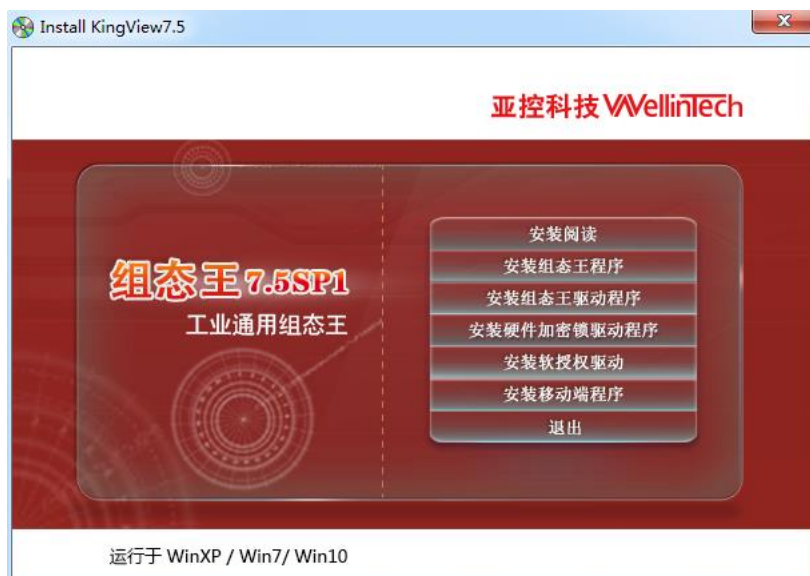 Install KingView7.5
亚控科技 WellinTech
组态王 7.5SP1
工业通用组态王
安装阅读
安装组态王程序
安装组态王驱动程序
安装硬件加密锁驱动程序
安装软授权驱动
安装移动端程序
退出
运行于 WinXP / Win7/ Win10